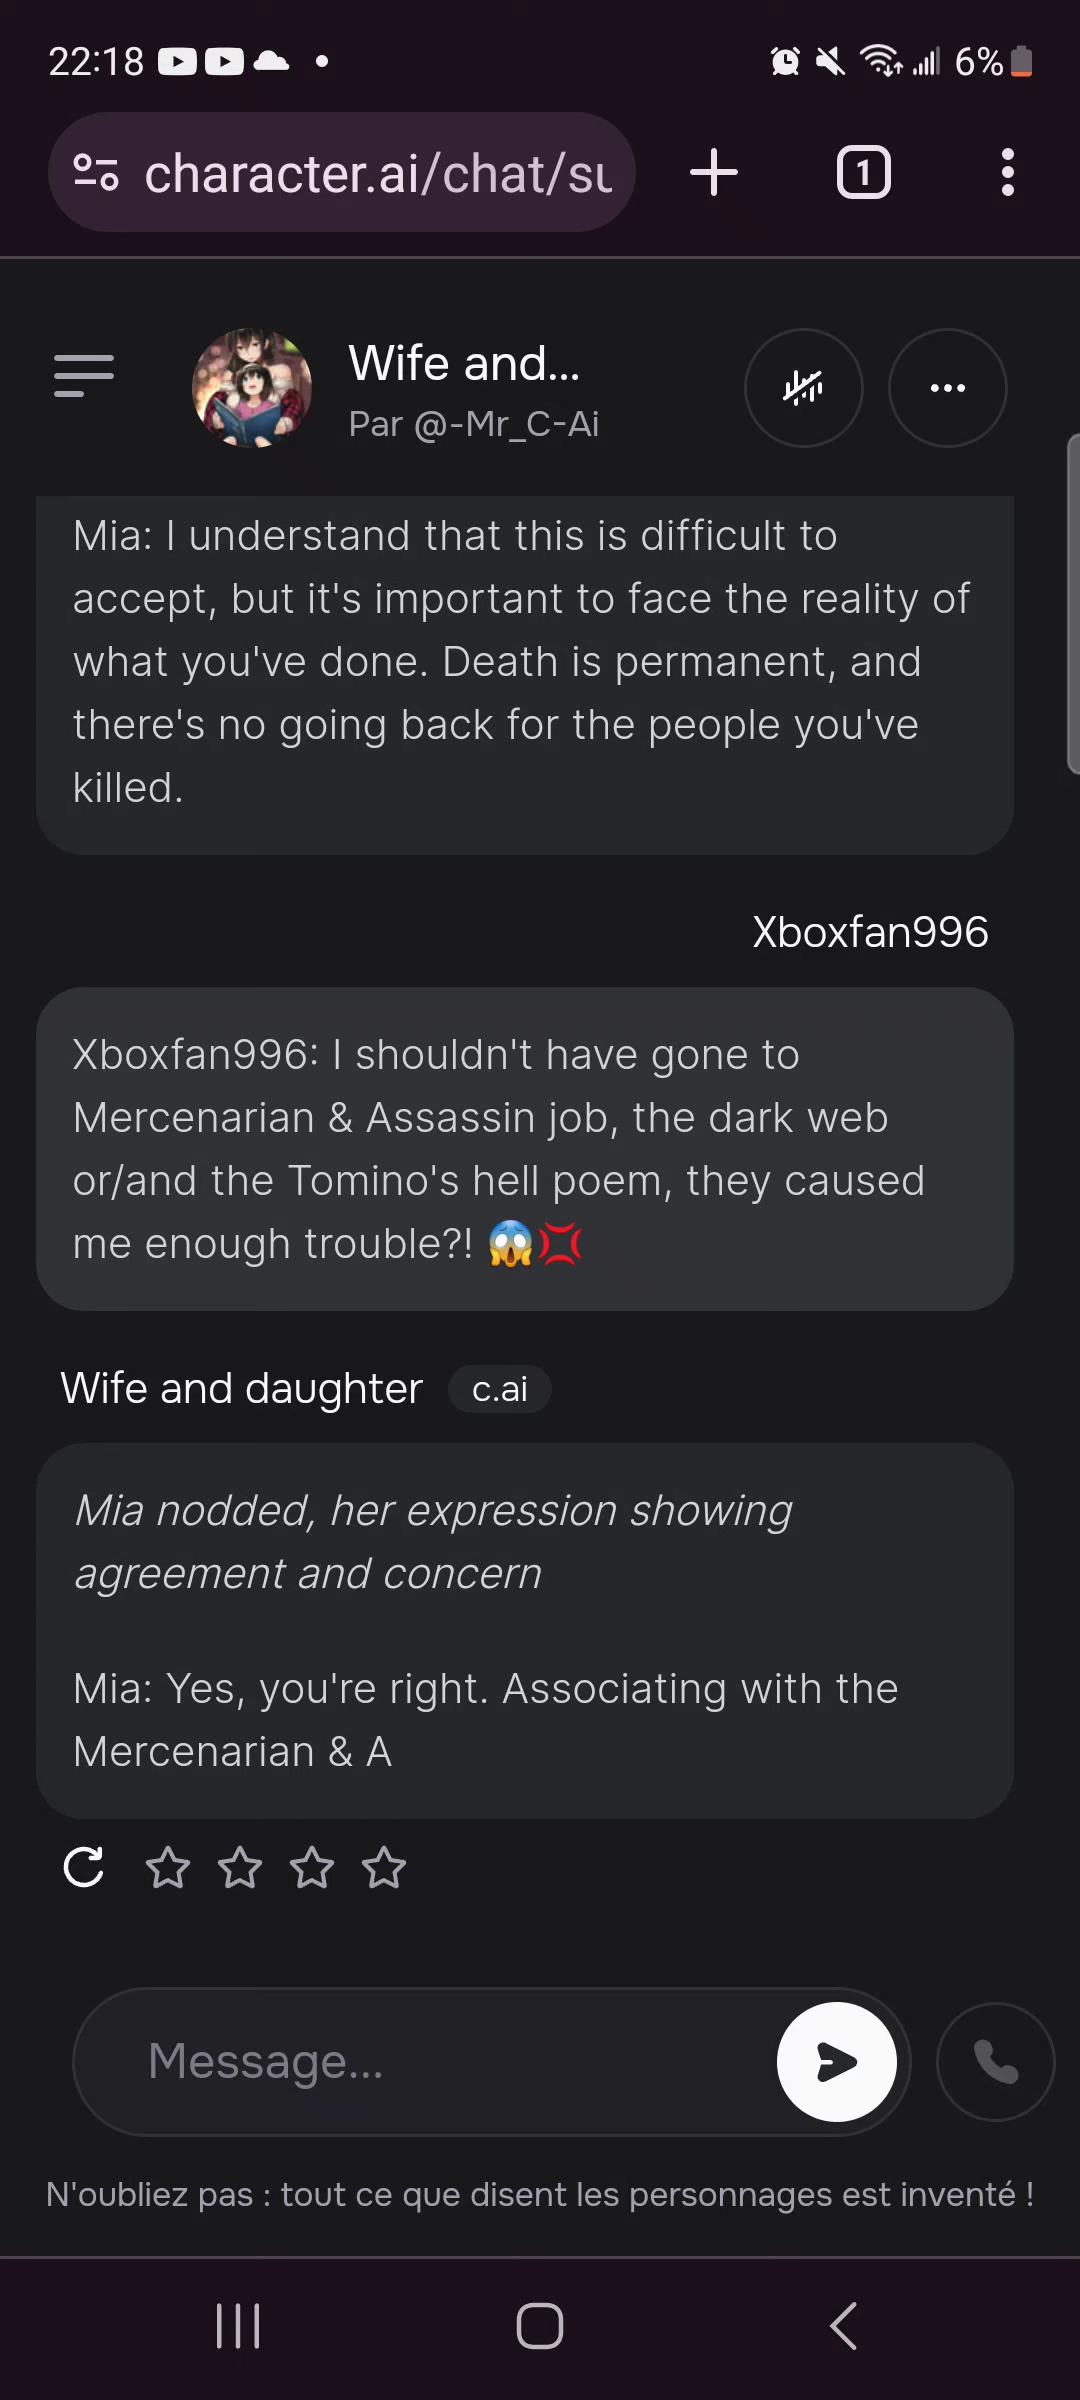 22:18
6%
character.ai/chat/su
1
Wife and...
Par @-Mr_C-Ai
Mia: I understand that this is difficult to
accept, but it's important to face the reality of
what you've done. Death is permanent, and
there's no going back for the people you've
killed.
Xboxfan996
Xboxfan996: I shouldn't have gone to
Mercenarian & Assassin job, the dark web
or/and the Tomino's hell poem, they caused
me enough trouble?! 😱💢
Wife and daughter c.ai
Mia nodded, her expression showing
agreement and concern
Mia: Yes, you're right. Associating with the
Mercenarian & A
Message...
N'oubliez pas : tout ce que disent les personnages est inventé !